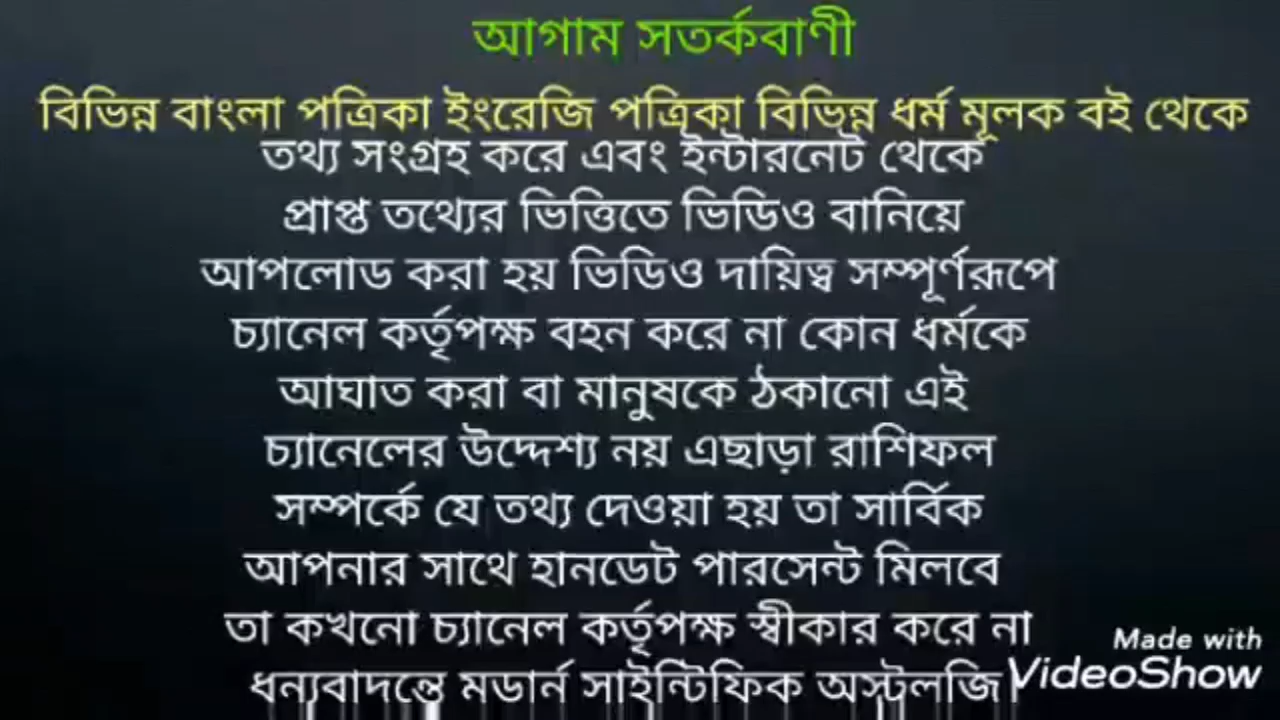 আগাম সতর্কবাণী
বিভিন্ন বাংলা পত্রিকা ইংরেজি পত্রিকা বিভিন্ন ধর্ম মূলক বই থেকে
তথ্য সংগ্রহ করে এবং ইন্টারনেট থেকে
প্রাপ্ত তথ্যের ভিত্তিতে ভিডিও বানিয়ে
আপলোড করা হয় ভিডিও দায়িত্ব সম্পূর্ণরূপে
চ্যানেল কর্তৃপক্ষ বহন করে না কোন ধর্মকে
আঘাত করা বা মানুষকে ঠকানো এই
চ্যানেলের উদ্দেশ্য নয় এছাড়া রাশিফল
সম্পর্কে যে তথ্য দেওয়া হয় তা সার্বিক
আপনার সাথে হানডেট পারসেন্ট মিলবে
তা কখনো চ্যানেল কর্তৃপক্ষ স্বীকার করে না
ধন্যবাদন্তে মডার্ন সাইন্টিফিক অস্ট্রলজি।
Made with
VideoShow